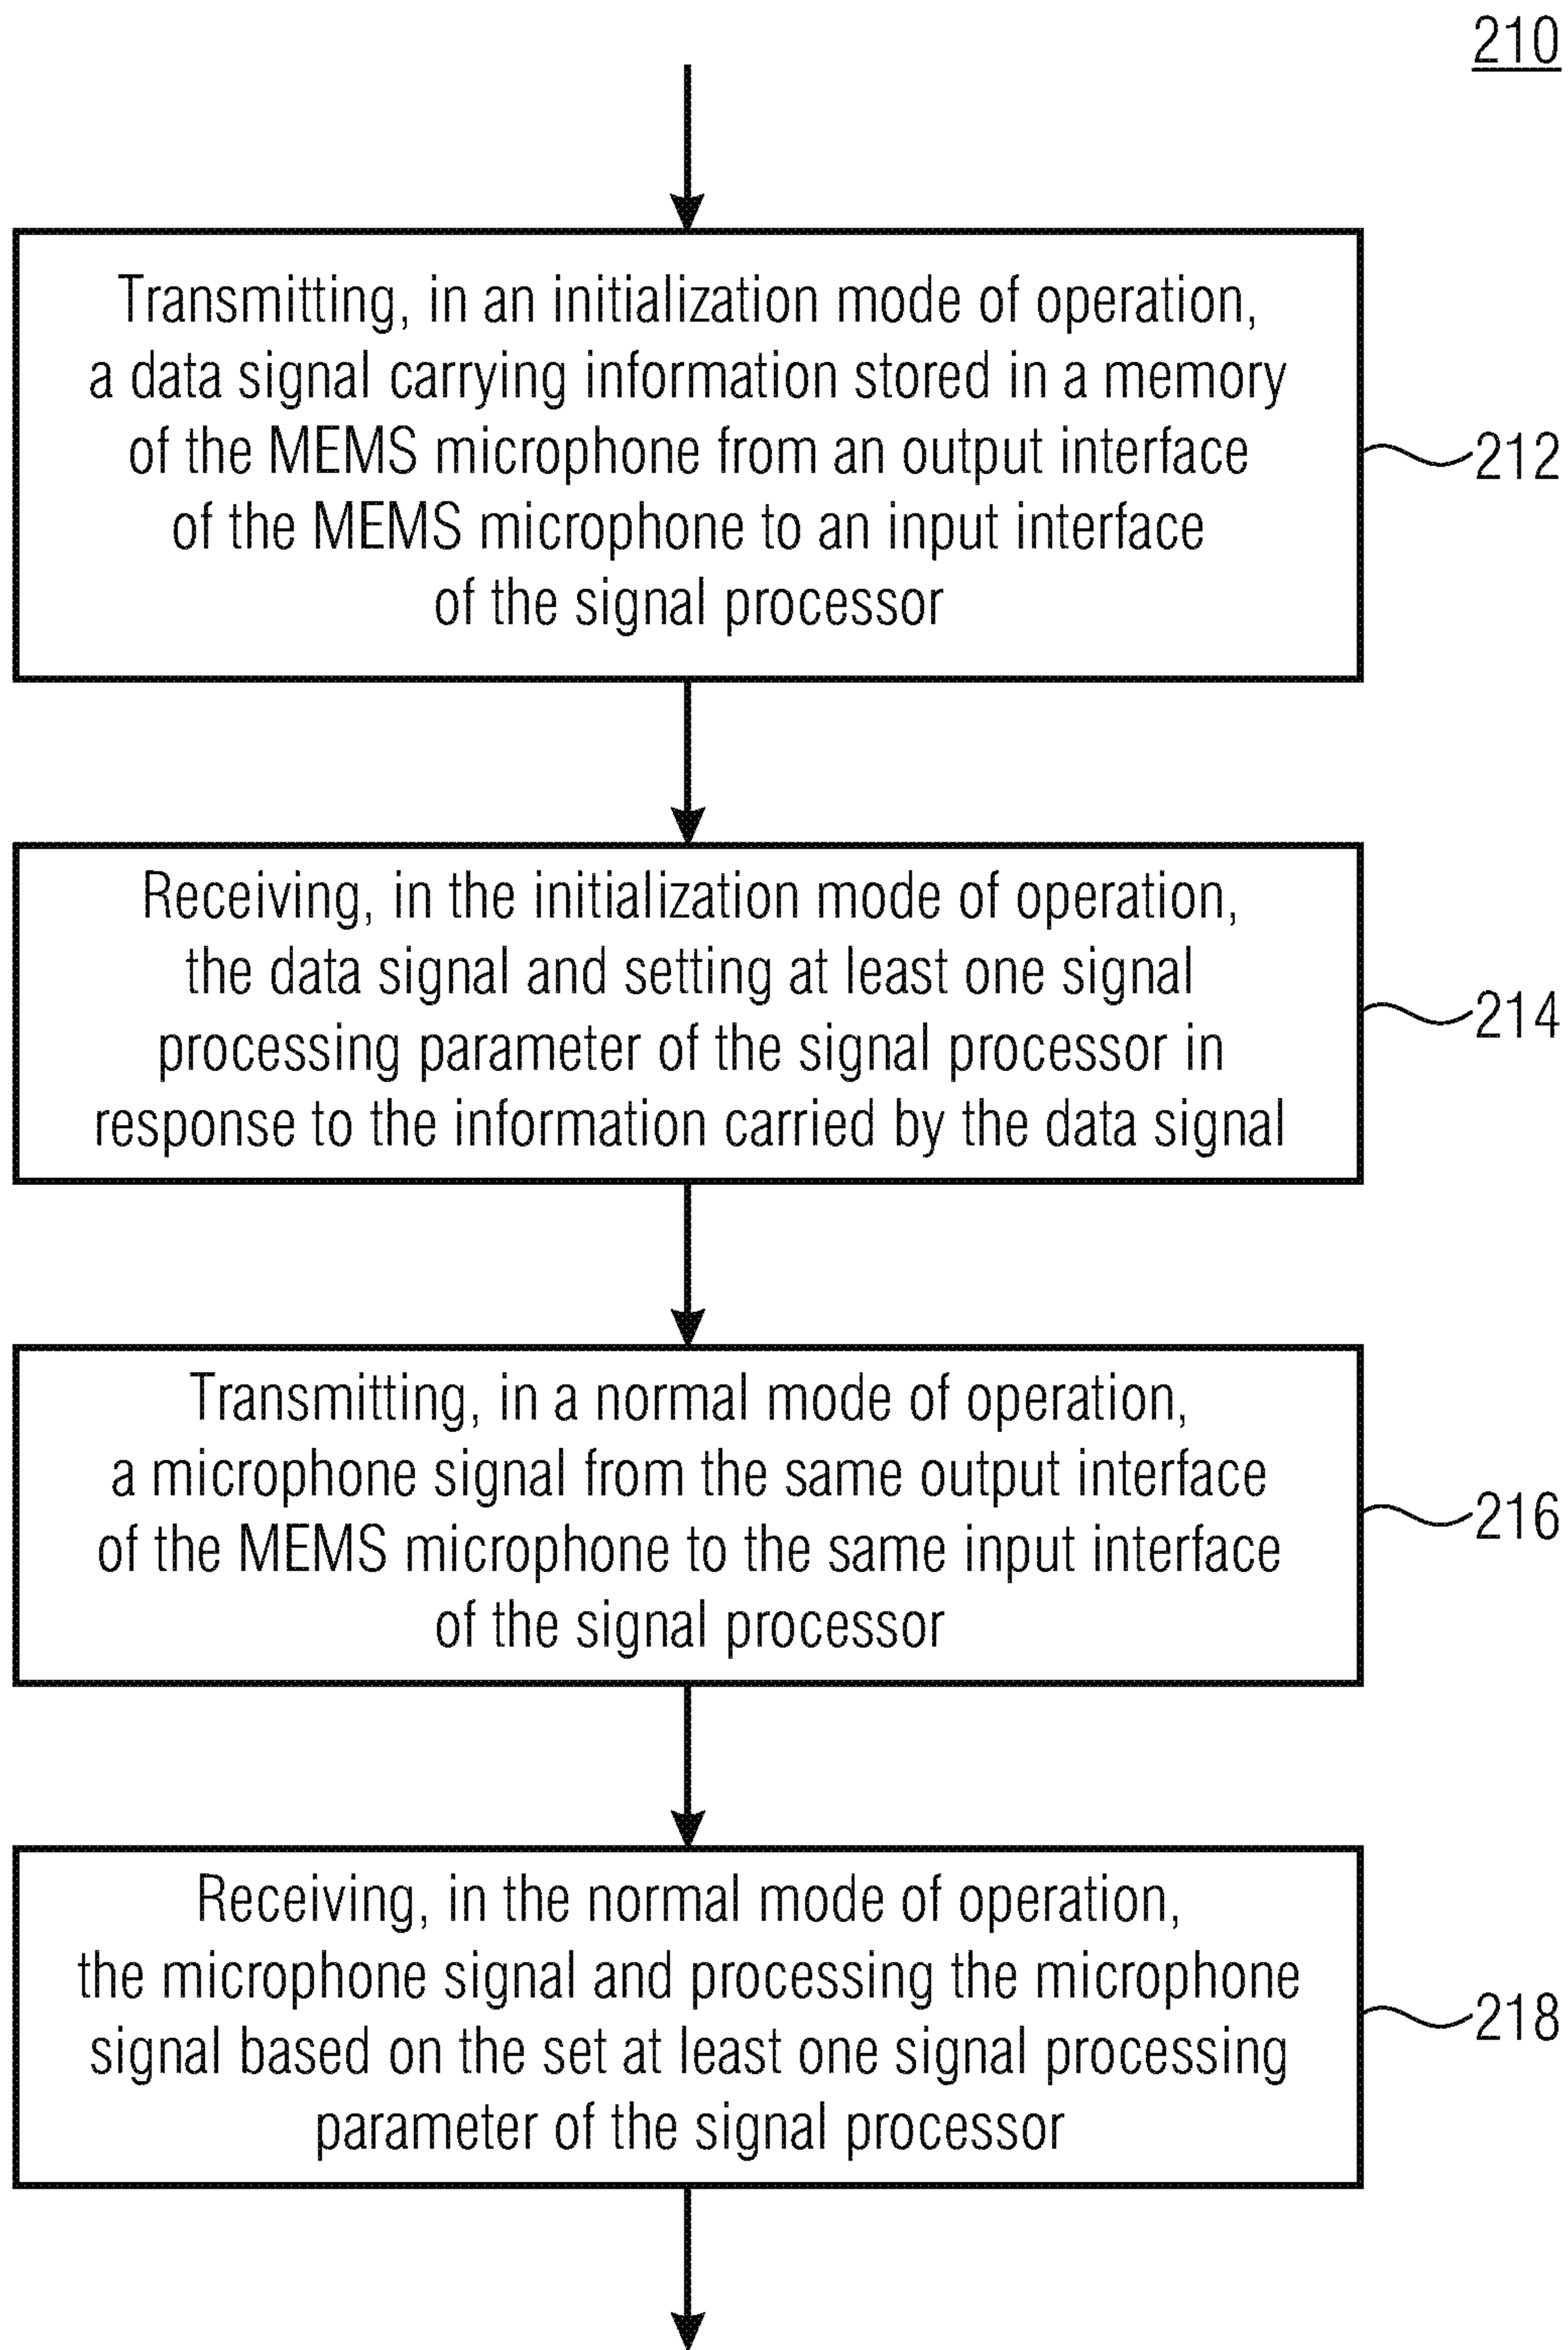 210
Transmitting, in an initialization mode of operation,
a data signal carrying information stored in a memory
of the MEMS microphone from an output interface
of the MEMS microphone to an input interface
of the signal processor
212
Receiving, in the initialization mode of operation,
the data signal and setting at least one signal
processing parameter of the signal processor in
response to the information carried by the data signal
214
Transmitting, in a normal mode of operation,
a microphone signal from the same output interface
of the MEMS microphone to the same input interface
of the signal processor
216
Receiving, in the normal mode of operation,
the microphone signal and processing the microphone
signal based on the set at least one signal processing
parameter of the signal processor
218